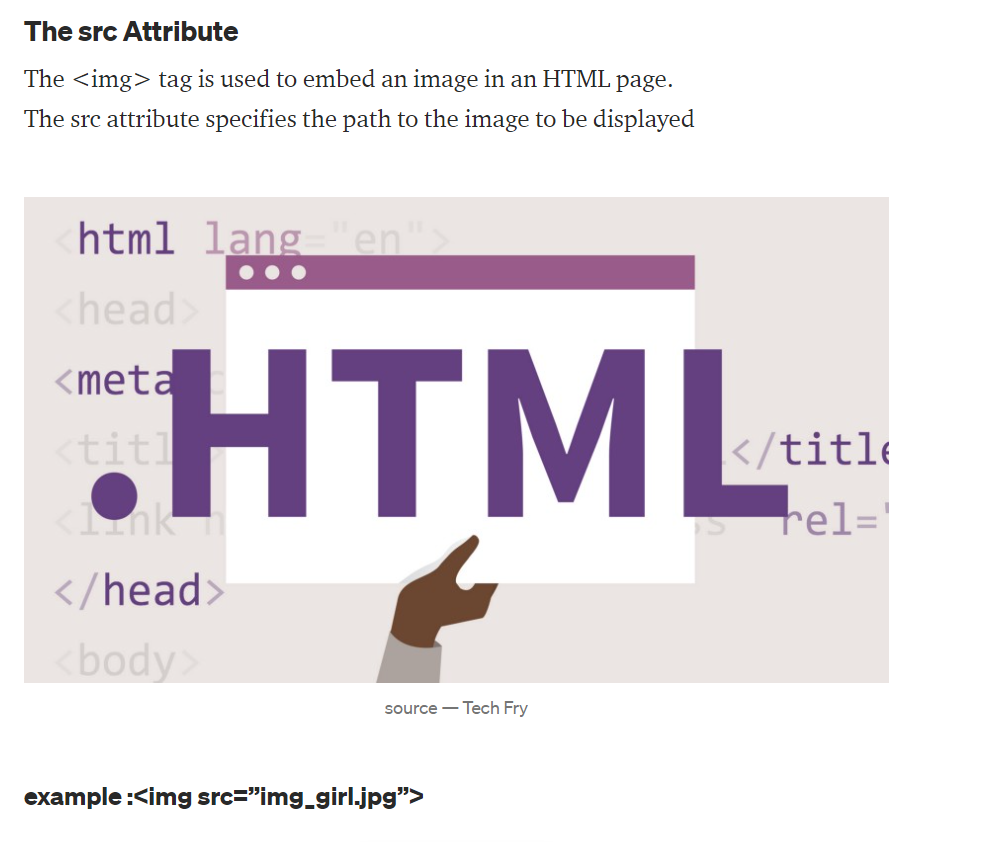 The src Attribute
The <img> tag is used to embed an image in an HTML page.
The src attribute specifies the path to the image to be displayed
<html lang="en">
<head>
.HTML
<meta
<titl
</title
<link
rel="
</head>
<body>
source — Tech Fry
example :<img src=”img_girl.jpg”>